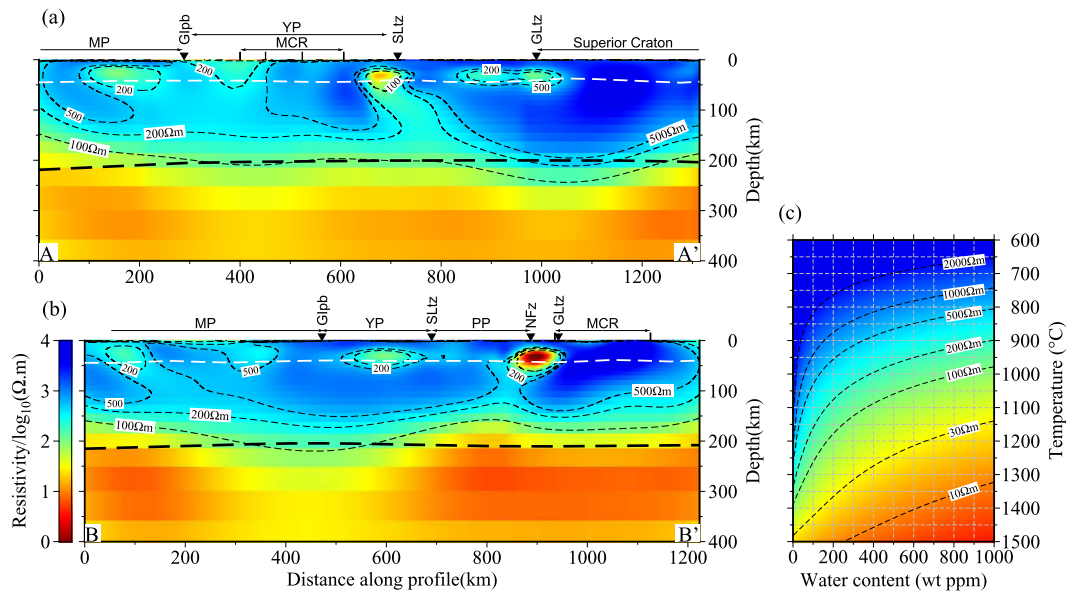 (a)
Glpb
YP
SLtz
GLtz
MP
MCR
Superior Craton
200
200
500
100
200
500
200Ωm
100Ωm
500Ωm
0
100
200
300
400
Depth(km)
A
A'
0
200
400
600
800
1000
1200
(b)
Glpb
SLtz
NFz
GLtz
MP
YP
PP
MCR
200
500
500
200
200
500Ωm
200Ωm
100Ωm
0
100
200
300
400
Depth(km)
4
3
2
1
0
Resistivity/log10(Ω.m)
B
B'
0
200
400
600
800
1000
1200
Distance along profile(km)
(c)
2000Ωm
1000Ωm
500Ωm
200Ωm
100Ωm
30Ωm
10Ωm
600
700
800
900
1000
1100
1200
1300
1400
1500
Temperature (°C)
0
200
400
600
800
1000
Water content (wt ppm)